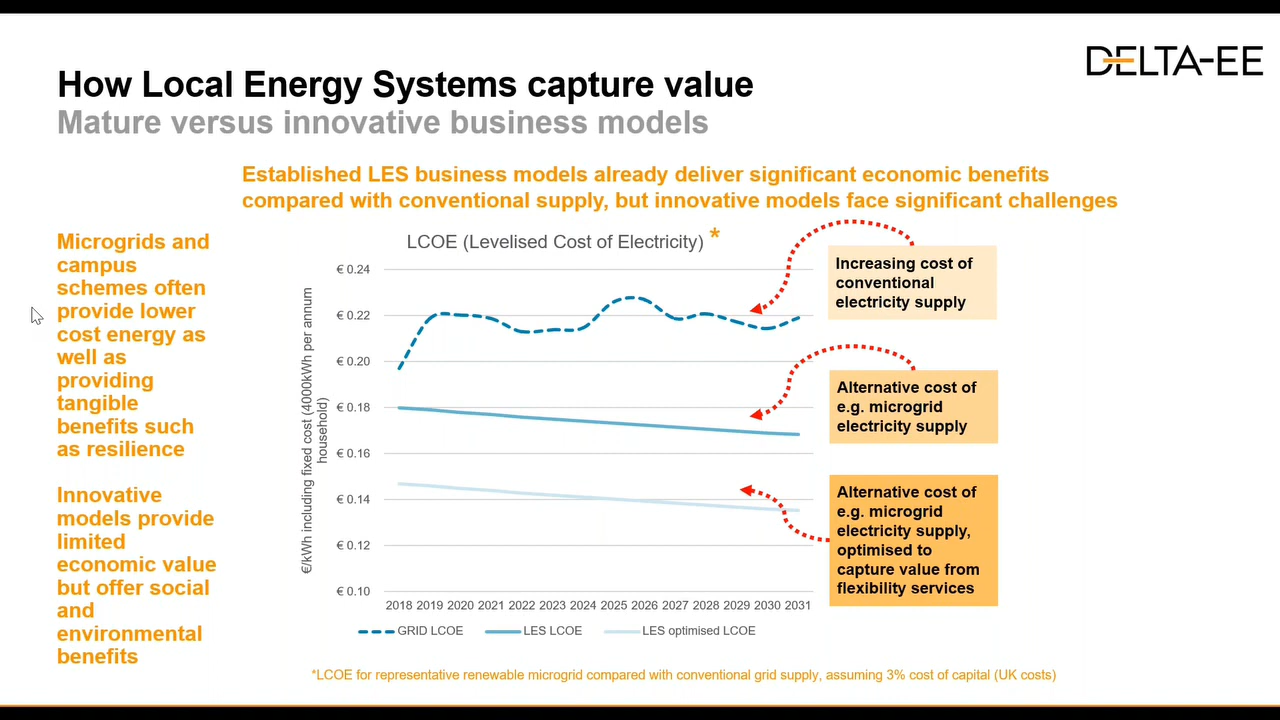 DELTA-EE
How Local Energy Systems capture value
Mature versus innovative business models
Established LES business models already deliver significant economic benefits
compared with conventional supply, but innovative models face significant challenges
Microgrids and
campus
schemes often
provide lower
cost energy as
well as
providing
tangible
benefits such
as resilience
Innovative
models provide
limited
economic value
but offer social
and
environmental
benefits
LCOE (Levelised Cost of Electricity) *
€/kWh including fixed cost (4000kWh per annum
household)
€ 0.24
€ 0.22
€ 0.20
€ 0.18
€ 0.16
€ 0.14
€ 0.12
€ 0.10
2018 2019 2020 2021 2022 2023 2024 2025 2026 2027 2028 2029 2030 2031
GRID LCOE LES LCOE LES optimised LCOE
Increasing cost of
conventional
electricity supply
Alternative cost of
e.g. microgrid
electricity supply
Alternative cost of
e.g. microgrid
electricity supply,
optimised to
capture value from
flexibility services
*LCOE for representative renewable microgrid compared with conventional grid supply, assuming 3% cost of capital (UK costs)